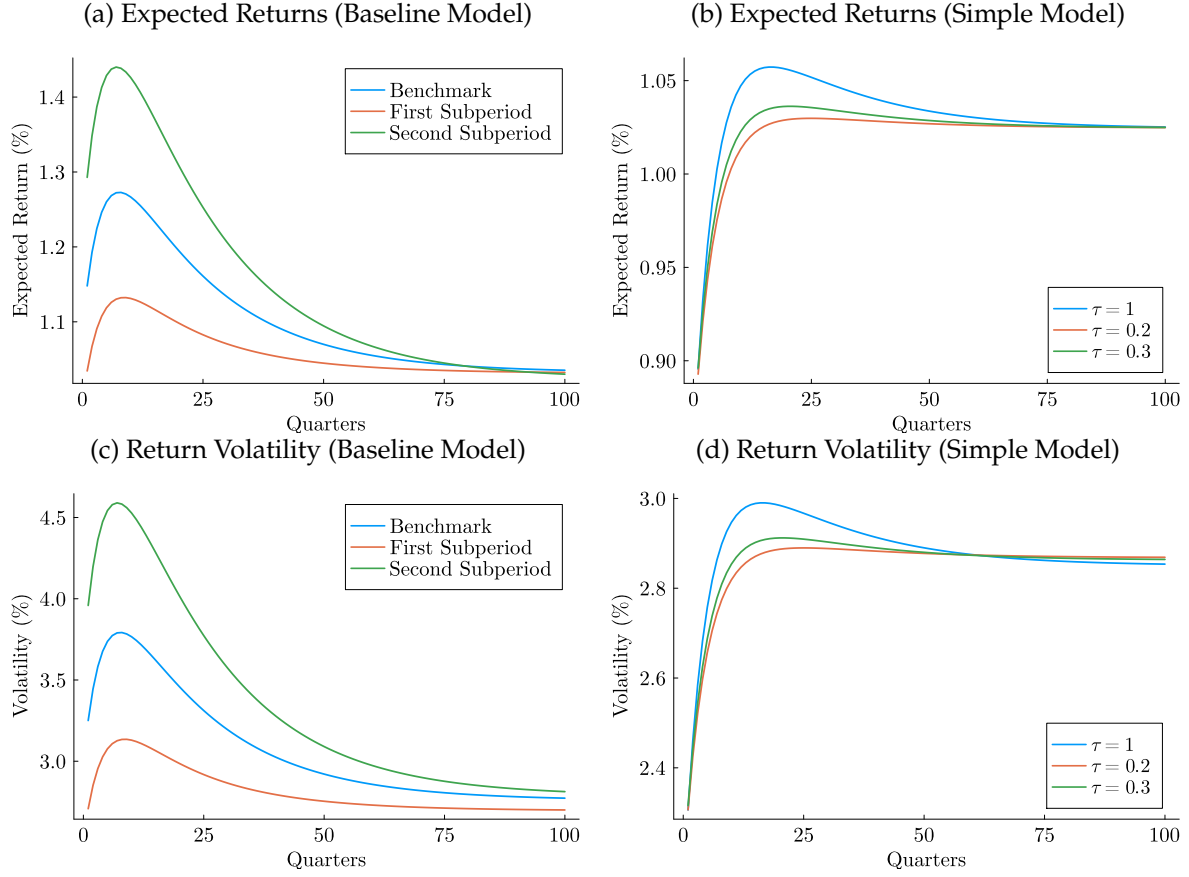 (a) Expected Returns (Baseline Model)
Expected Return (%)
1.4
1.3
1.2
1.1
Benchmark
First Subperiod
Second Subperiod
0 25 50 75 100
Quarters
(b) Expected Returns (Simple Model)
Expected Return (%)
1.05
1.00
0.95
0.90
τ = 1
τ = 0.2
τ = 0.3
0 25 50 75 100
Quarters
(c) Return Volatility (Baseline Model)
Volatility (%)
4.5
4.0
3.5
3.0
Benchmark
First Subperiod
Second Subperiod
0 25 50 75 100
Quarters
(d) Return Volatility (Simple Model)
Volatility (%)
3.0
2.8
2.6
2.4
τ = 1
τ = 0.2
τ = 0.3
0 25 50 75 100
Quarters